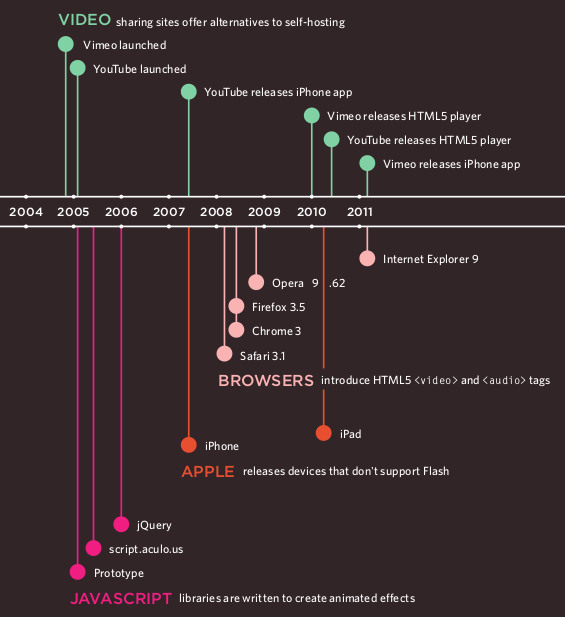 VIDEO sharing sites offer alternatives to self-hosting
Vimeo launched
YouTube launched
YouTube releases iPhone app
Vimeo releases HTML5 player
YouTube releases HTML5 player
Vimeo releases iPhone app
2004 2005 2006 2007 2008 2009 2010 2011
Internet Explorer 9
Opera 9 .62
Firefox 3.5
Chrome 3
Safari 3.1
BROWSERS introduce HTML5 <video> and <audio> tags
iPad
iPhone
APPLE releases devices that don't support Flash
jQuery
script.aculo.us
Prototype
JAVASCRIPT libraries are written to create animated effects